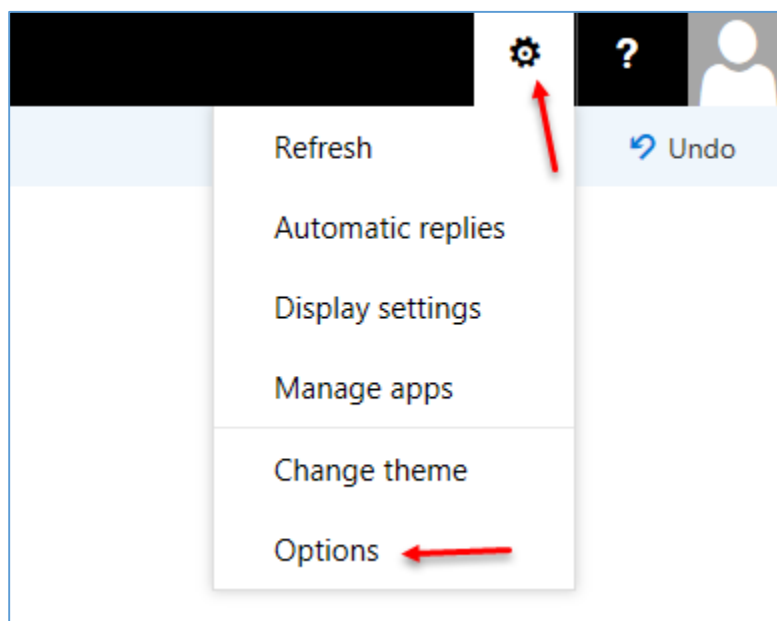 ?
Refresh
Undo
Automatic replies
Display settings
Manage apps
Change theme
Options